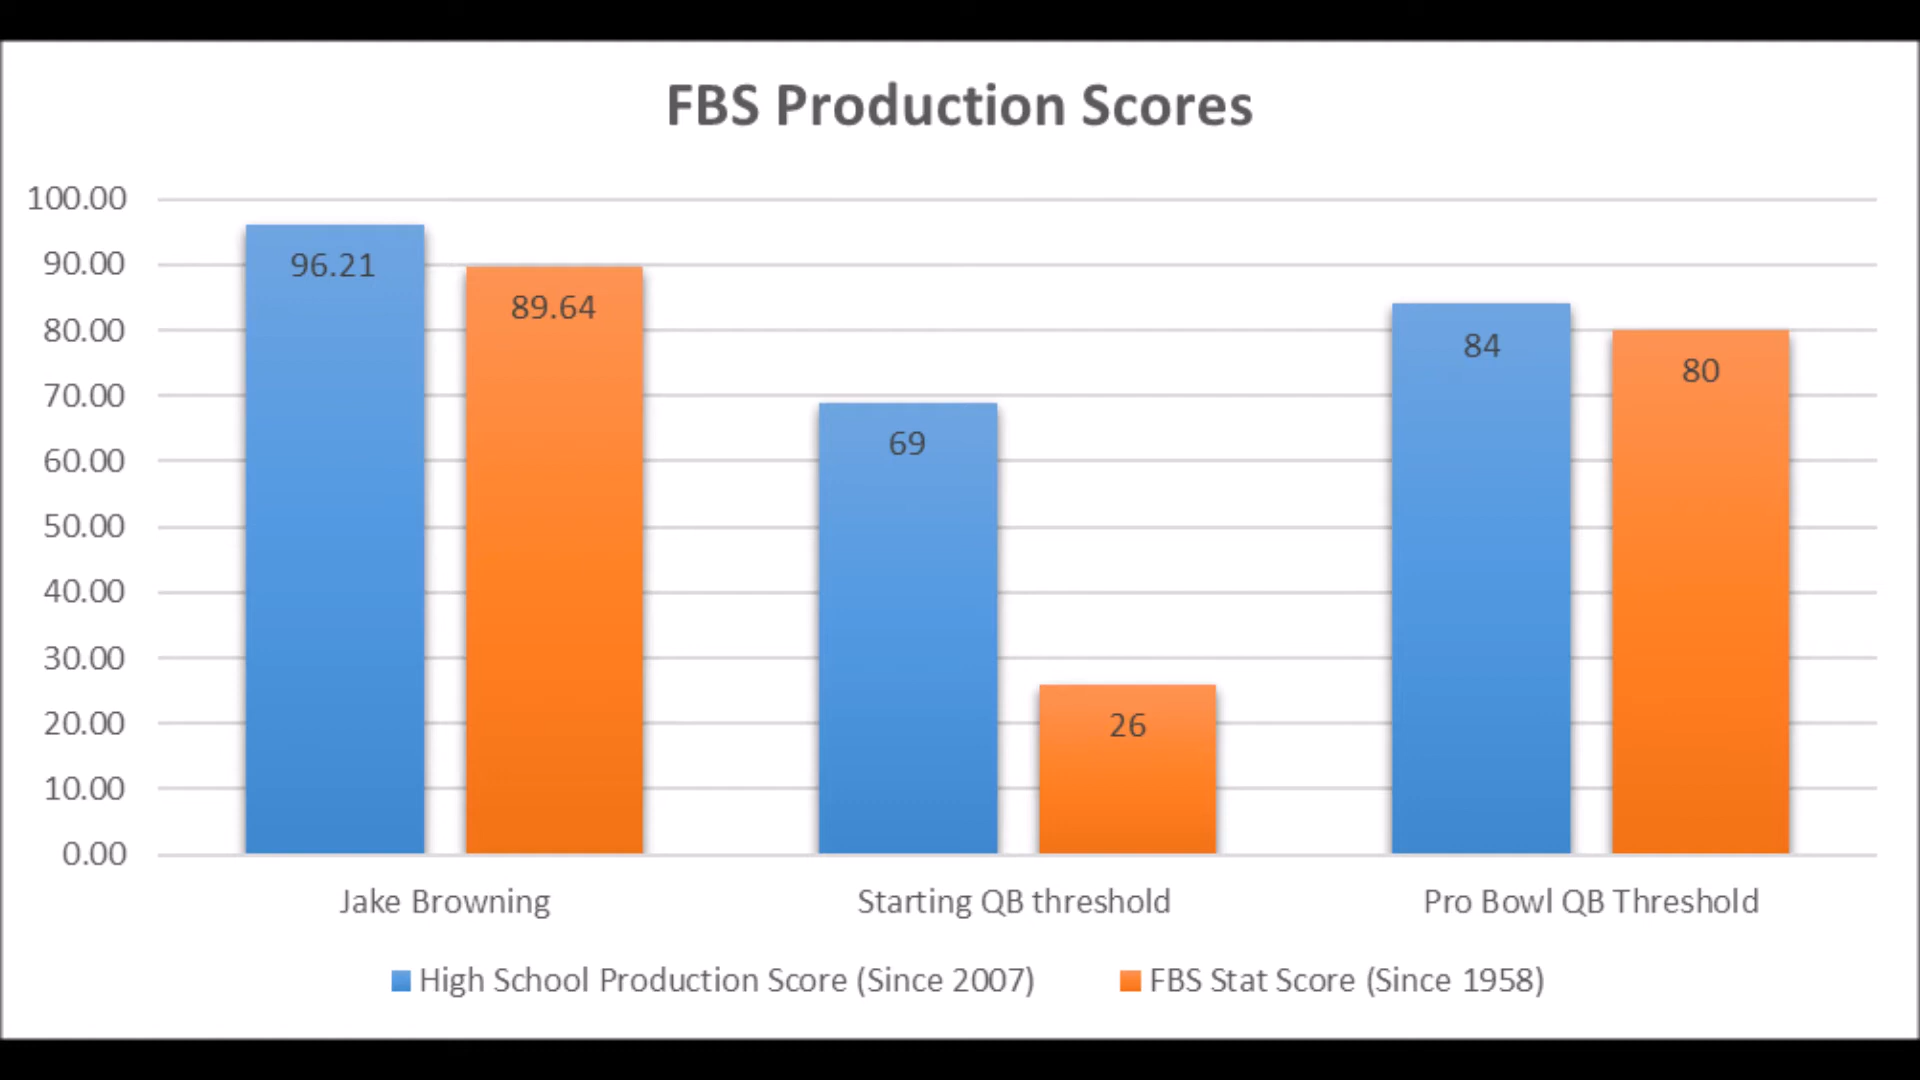 FBS Production Scores
100.00
90.00
80.00
70.00
60.00
50.00
40.00
30.00
20.00
10.00
0.00
96.21
89.64
69
26
84
80
Jake Browning
Starting QB threshold
Pro Bowl QB Threshold
High School Production Score (Since 2007)
FBS Stat Score (Since 1958)